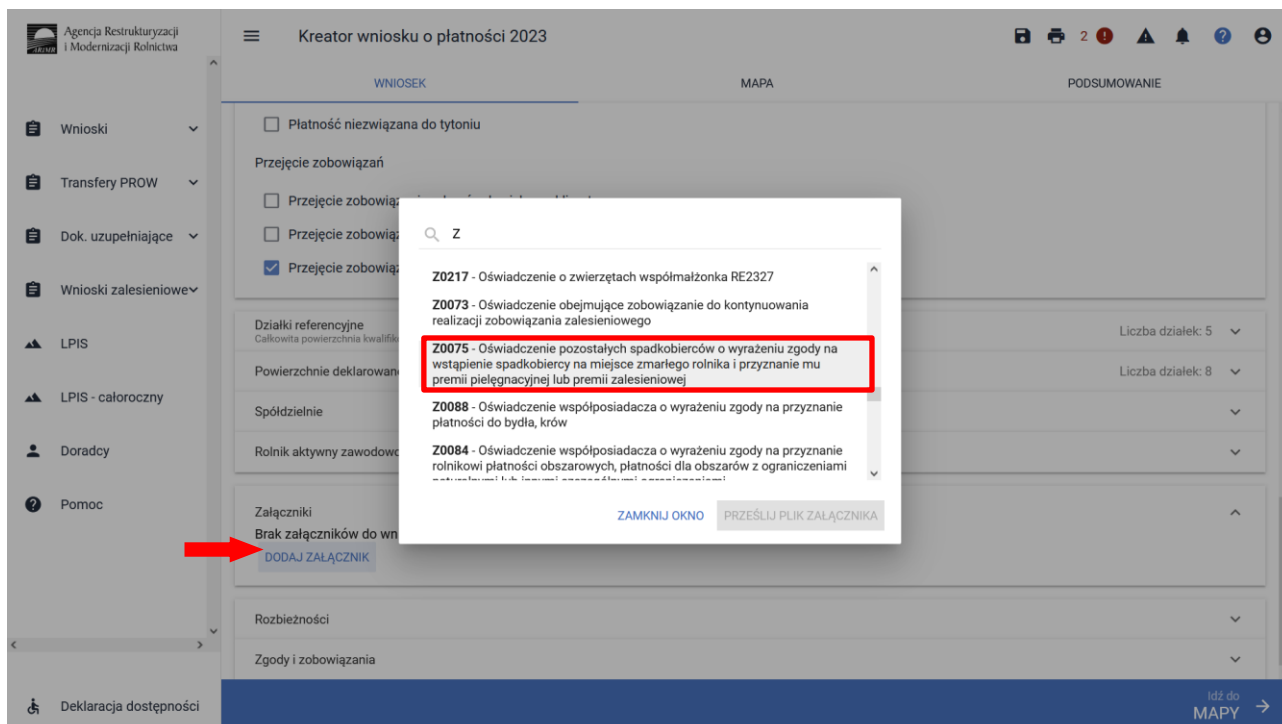 Agencja Restrukturyzacji
i Modernizacji Rolnictwa
ARiMR
Kreator wniosku o płatności 2023
2
WNIOSEK
MAPA
PODSUMOWANIE
Wnioski
Transfery PROW
Dok. uzupełniające
Wnioski zalesieniowe
LPIS
LPIS - całoroczny
Doradcy
Pomoc
Deklaracja dostępności
Płatność niezwiązana do tytoniu
Przejęcie zobowiązań
Przejęcie
Przejęcie
Przejęcie
Działki referencyjne
Całkowita powierzchnia
Liczba działek: 5
Powierzchnie
Liczba działek: 8
Spółdzielnie
Rolnik aktywny
Załączniki
Brak załączników do
DODAJ ZAŁĄCZNIK
Rozbieżności
Zgody i zobowiązania
Idź do
MAPY
Z
Z0217 - Oświadczenie o zwierzętach współmałżonka RE2327
Z0073 - Oświadczenie obejmujące zobowiązanie do kontynuowania
realizacji zobowiązania zalesieniowego
Z0075 - Oświadczenie pozostałych spadkobierców o wyrażeniu zgody na
wstąpienie spadkobiercy na miejsce zmarłego rolnika i przyznanie mu
premii pielęgnacyjnej lub premii zalesieniowej
Z0088 - Oświadczenie współposiadacza o wyrażeniu zgody na przyznanie
płatności do bydła, krów
Z0084 - Oświadczenie współposiadacza o wyrażeniu zgody na przyznanie
rolnikowi płatności obszarowych, płatności dla obszarów z ograniczeniami
ZAMKNIJ OKNO
PRZEŚLIJ PLIK ZAŁĄCZNIKA